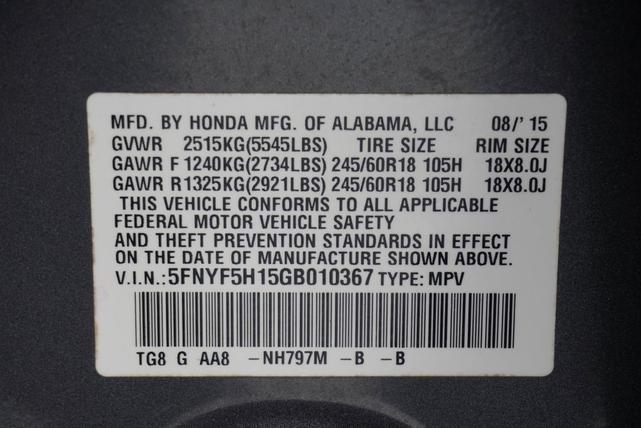 MFD. BY HONDA MFG. OF ALABAMA, LLC 08/' 15
GVWR 2515KG(5545LBS) TIRE SIZE RIM SIZE
GAWR F 1240KG(2734LBS) 245/60R18 105H 18X8.0J
GAWR R1325KG(2921LBS) 245/60R18 105H 18X8.0J
THIS VEHICLE CONFORMS TO ALL APPLICABLE
FEDERAL MOTOR VEHICLE SAFETY
AND THEFT PREVENTION STANDARDS IN EFFECT
ON THE DATE OF MANUFACTURE SHOWN ABOVE.
V.I.N.:5FNYF5H15GB010367 TYPE: MPV
TG8 G AA8 -NH797M -B -B